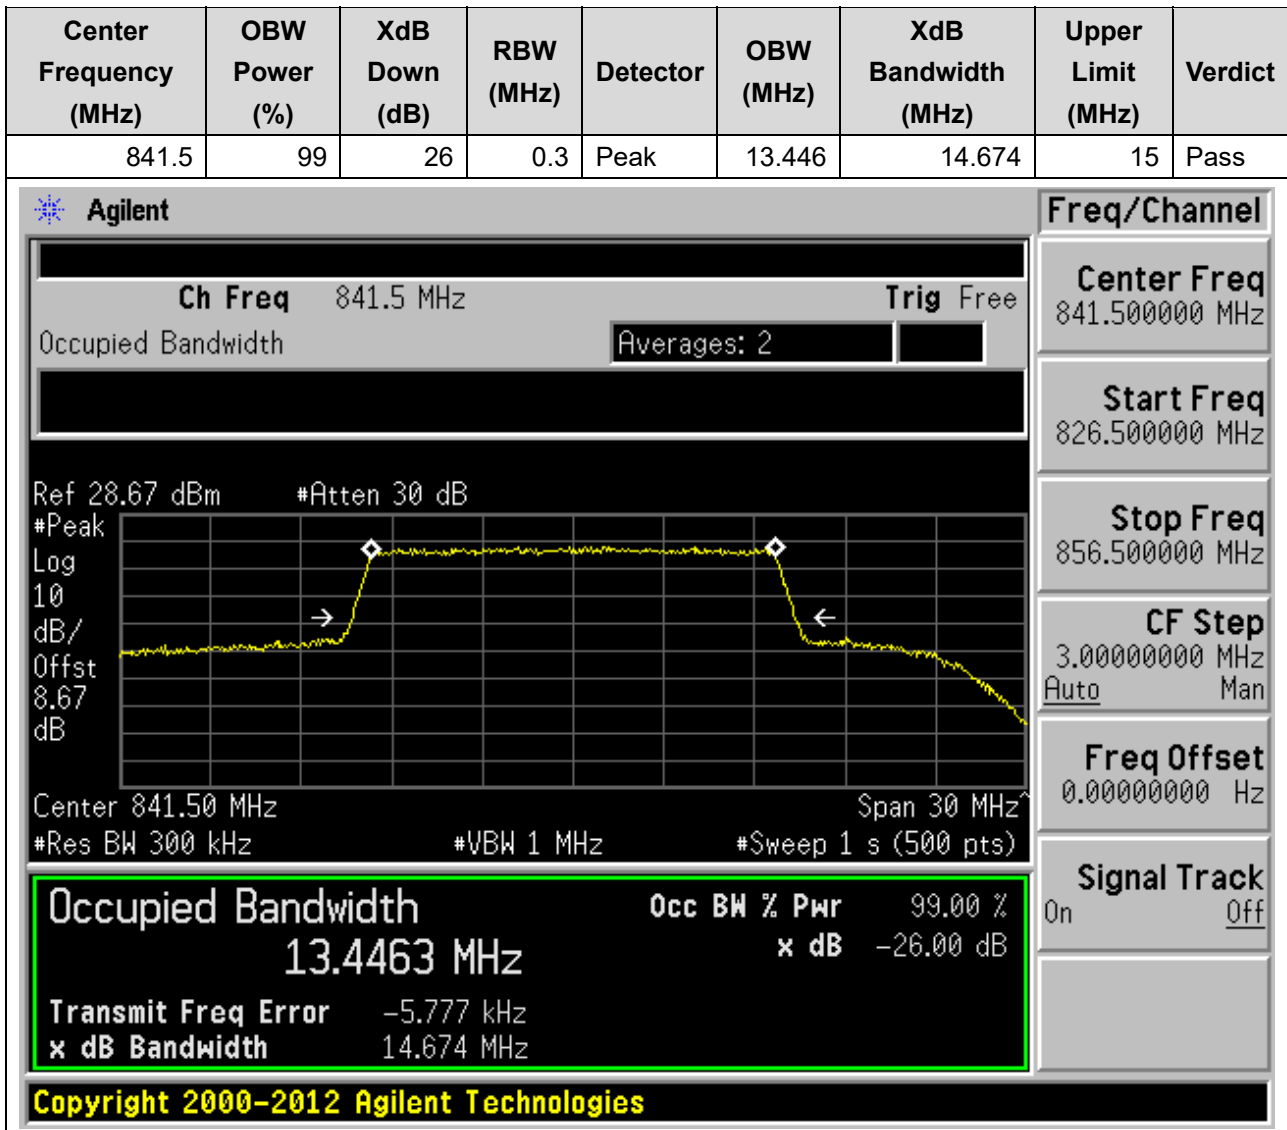 Center Frequency (MHz) OBW Power (%) XdB Down (dB) RBW (MHz) Detector OBW (MHz) XdB Bandwidth (MHz) Upper Limit (MHz) Verdict
841.5 99 26 0.3 Peak 13.446 14.674 15 Pass
Agilent
Freq/Channel
Ch Freq 841.5 MHz Trig Free
Occupied Bandwidth Averages: 2
Ref 28.67 dBm #Atten 30 dB
#Peak
Log
10
dB/
Offst
8.67
dB
Center 841.50 MHz Span 30 MHz^
#Res BW 300 kHz #VBW 1 MHz #Sweep 1 s (500 pts)
Occupied Bandwidth Occ BW % Pwr 99.00 %
13.4463 MHz x dB -26.00 dB
Transmit Freq Error -5.777 kHz
x dB Bandwidth 14.674 MHz
Copyright 2000-2012 Agilent Technologies
Center Freq
841.500000 MHz
Start Freq
826.500000 MHz
Stop Freq
856.500000 MHz
CF Step
3.00000000 MHz
Auto Man
Freq Offset
0.00000000 Hz
Signal Track
On Off